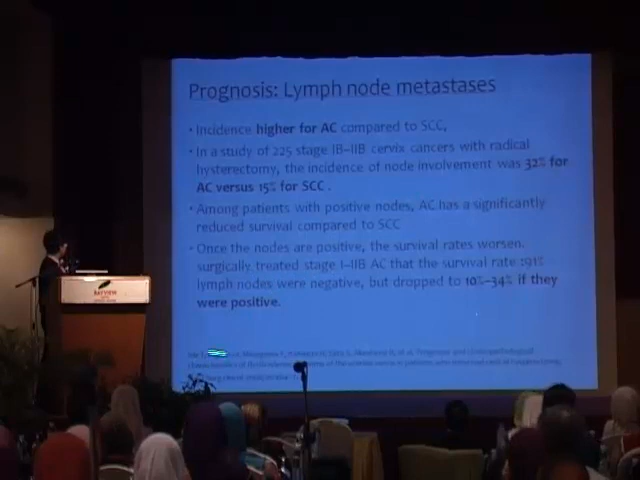 Prognosis: Lymph node metastases
• Incidence higher for AC compared to SCC,
• In a study of 225 stage IB–IIB cervix cancers with radical
hysterectomy, the incidence of node involvement was 32% for
AC versus 15% for SCC .
• Among patients with positive nodes, AC has a significantly
reduced survival compared to SCC
• Once the nodes are positive, the survival rates worsen.
surgically treated stage I–IIB AC that the survival rate :91%
lymph nodes were negative, but dropped to 10%–34% if they
were positive.
BAYVIEW